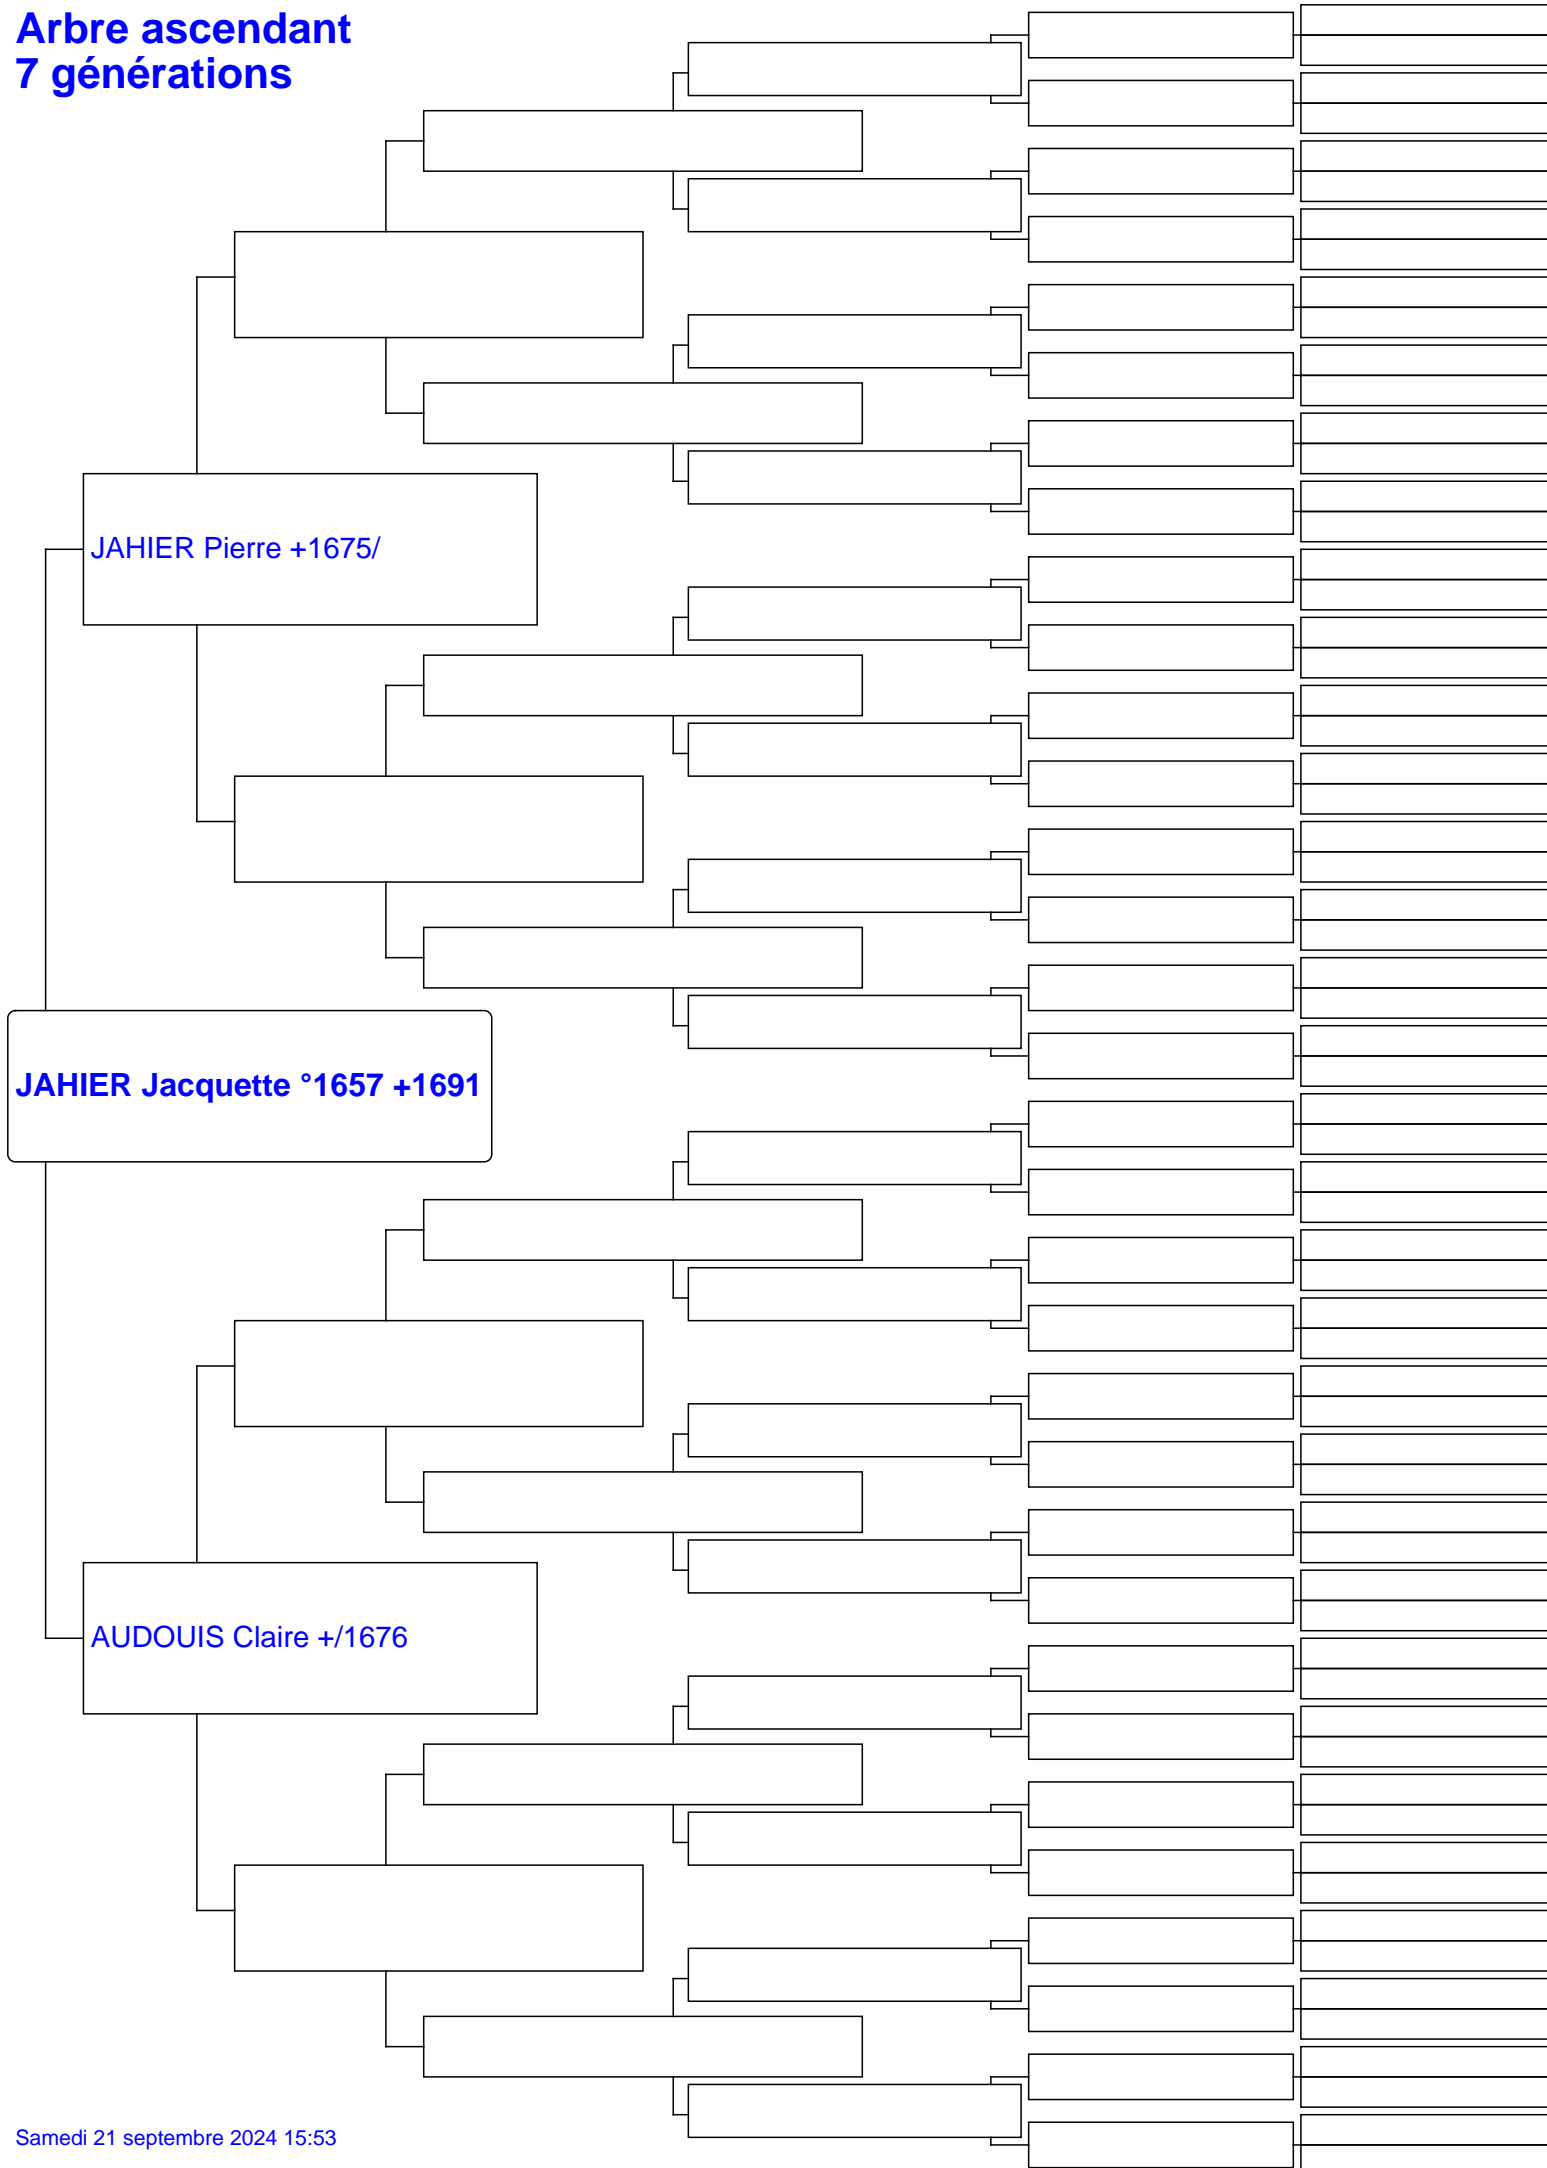 Arbre ascendant
7 générations
JAHIER Pierre +1675/
JAHIER Jacquette °1657 +1691
AUDOUIS Claire +/1676
Samedi 21 septembre 2024 15:53